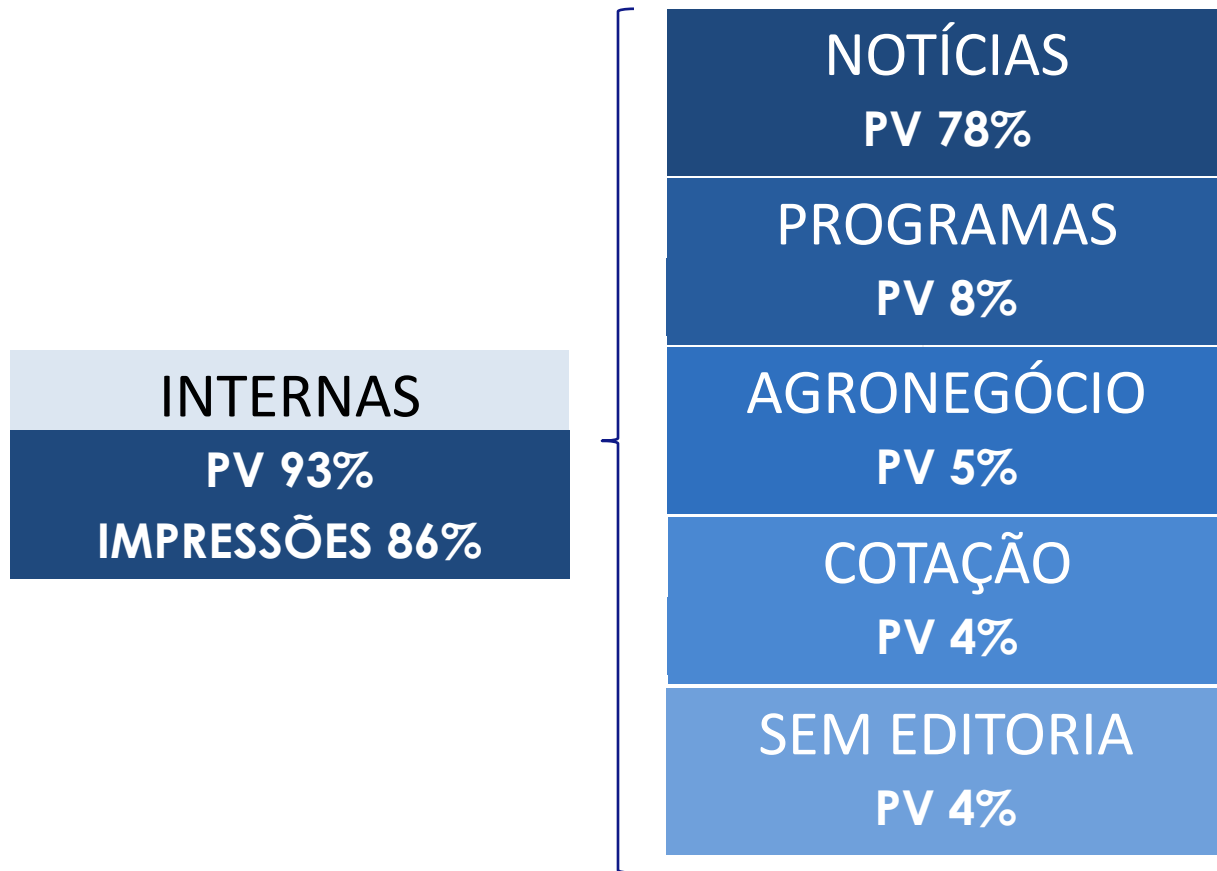 INTERNAS
PV 93%
IMPRESSÕES 86%
NOTÍCIAS
PV 78%
PROGRAMAS
PV 8%
AGRONEGÓCIO
PV 5%
COTAÇÃO
PV 4%
SEM EDITORIA
PV 4%